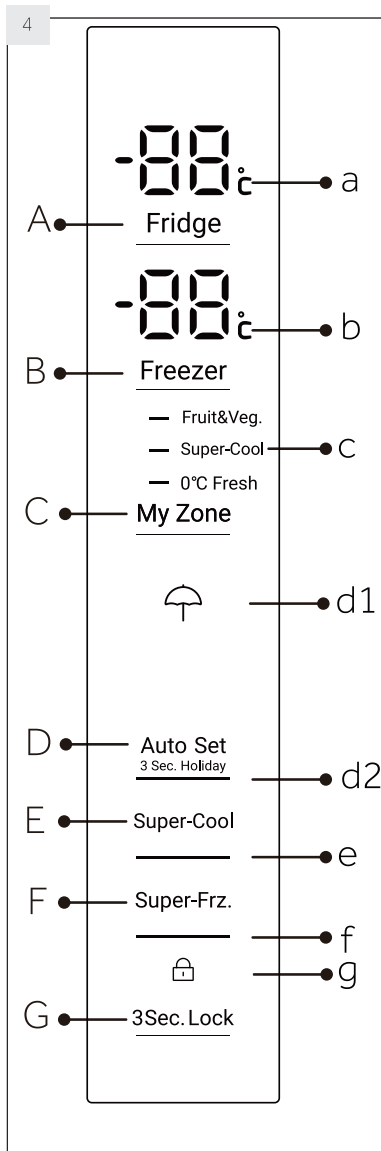 4
-88°c
a
A
Fridge
-88°c
b
B
Freezer
Fruit&Veg.
Super-Cool
c
0°C Fresh
C
My Zone
d1
D
Auto Set
3 Sec. Holiday
d2
E
Super-Cool
e
F
Super-Frz.
f
g
G
3Sec.Lock